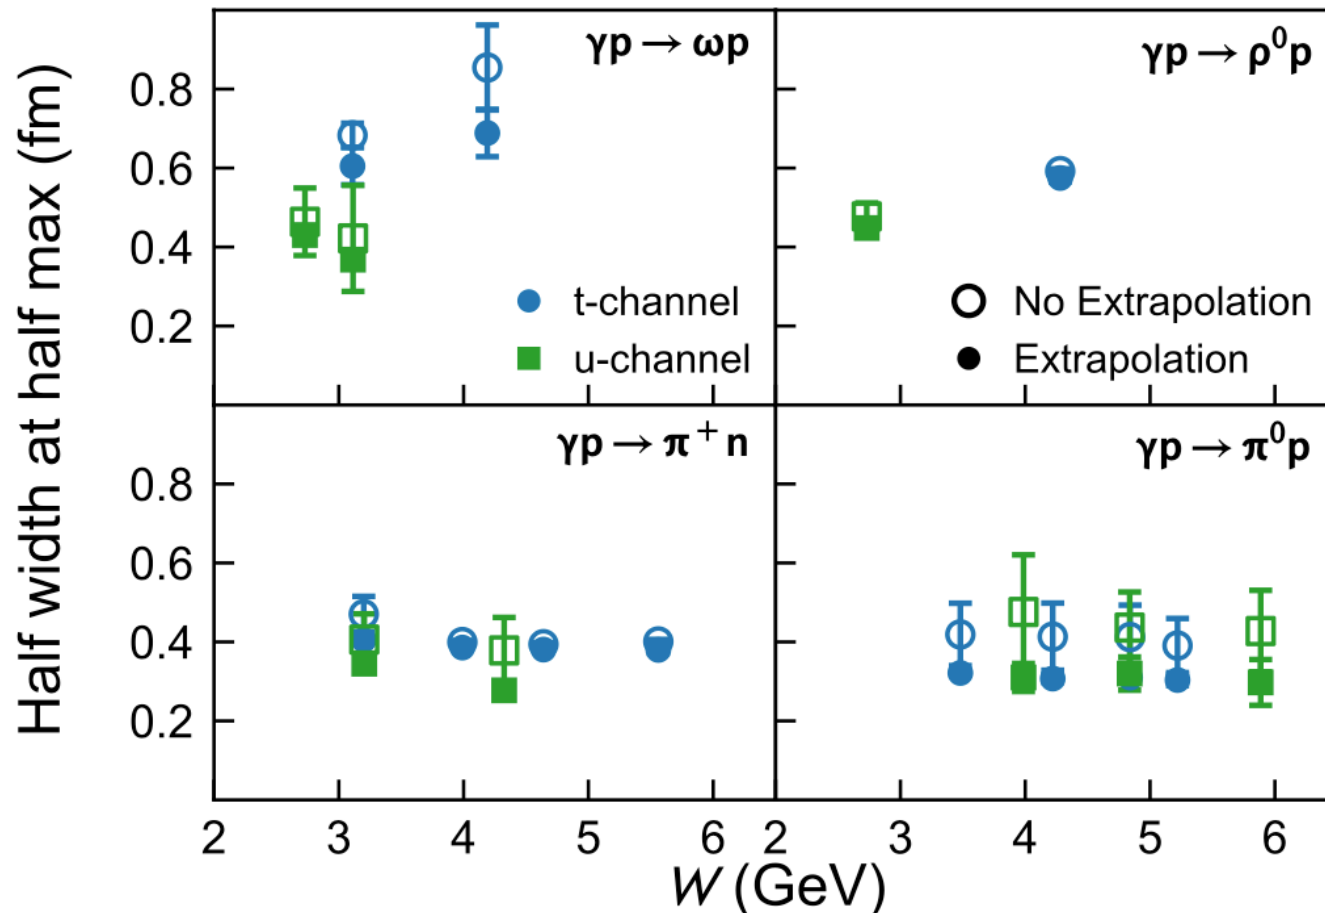 Half width at half max (fm)
γp → ωp
γp → ρ⁰p
0.8
0.6
0.4
0.2
t-channel
u-channel
No Extrapolation
Extrapolation
γp → π⁺n
γp → π⁰p
0.8
0.6
0.4
0.2
2 3 4 5 6 2 3 4 5 6
W (GeV)